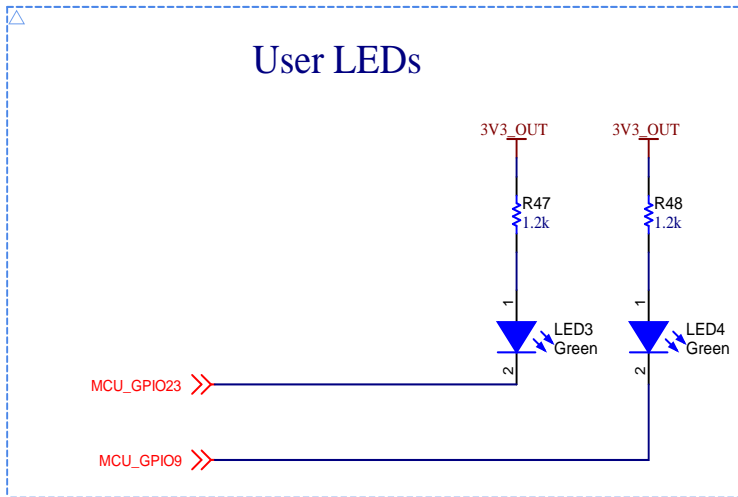 User LEDs
3V3_OUT
3V3_OUT
R47
1.2k
R48
1.2k
1
1
LED3
Green
LED4
Green
2
2
MCU_GPIO23
MCU_GPIO9